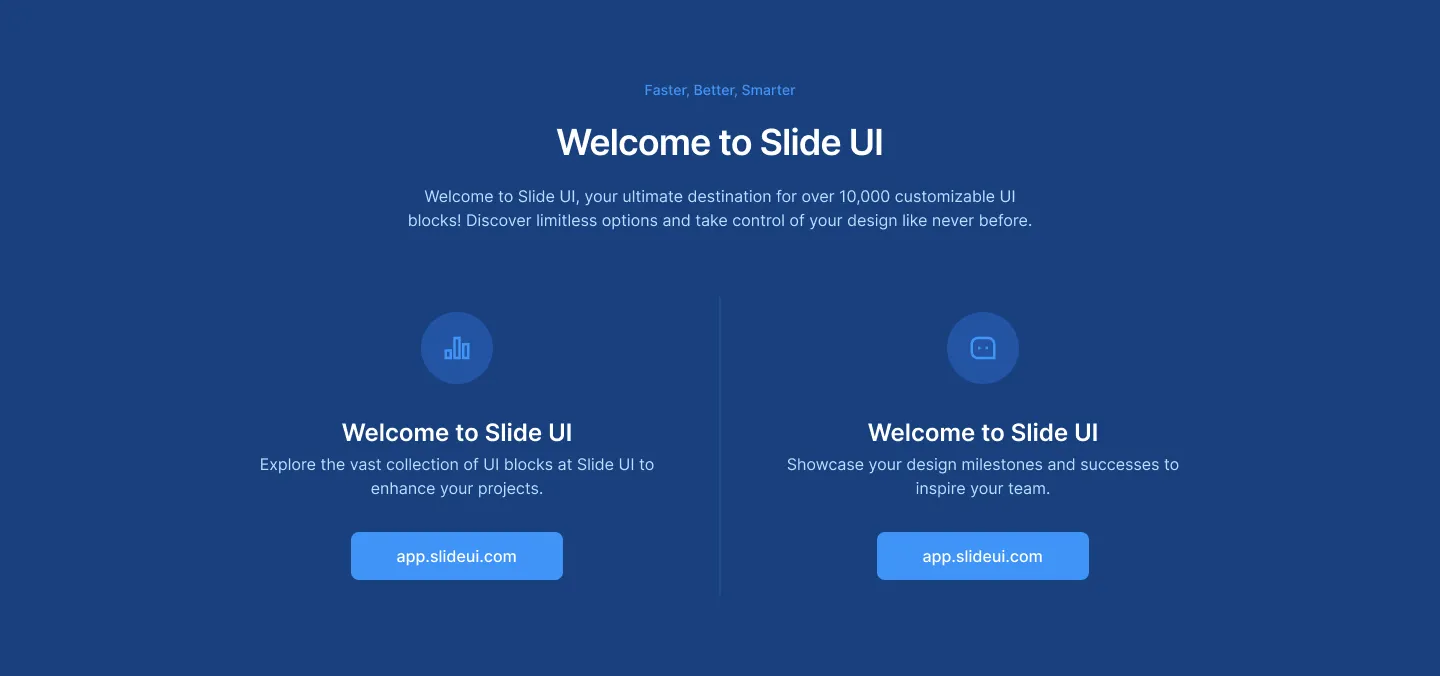 Faster, Better, Smarter
Welcome to Slide UI
Welcome to Slide UI, your ultimate destination for over 10,000 customizable UI
blocks! Discover limitless options and take control of your design like never before.
Welcome to Slide UI
Explore the vast collection of UI blocks at Slide UI to
enhance your projects.
app.slideui.com
Welcome to Slide UI
Showcase your design milestones and successes to
inspire your team.
app.slideui.com